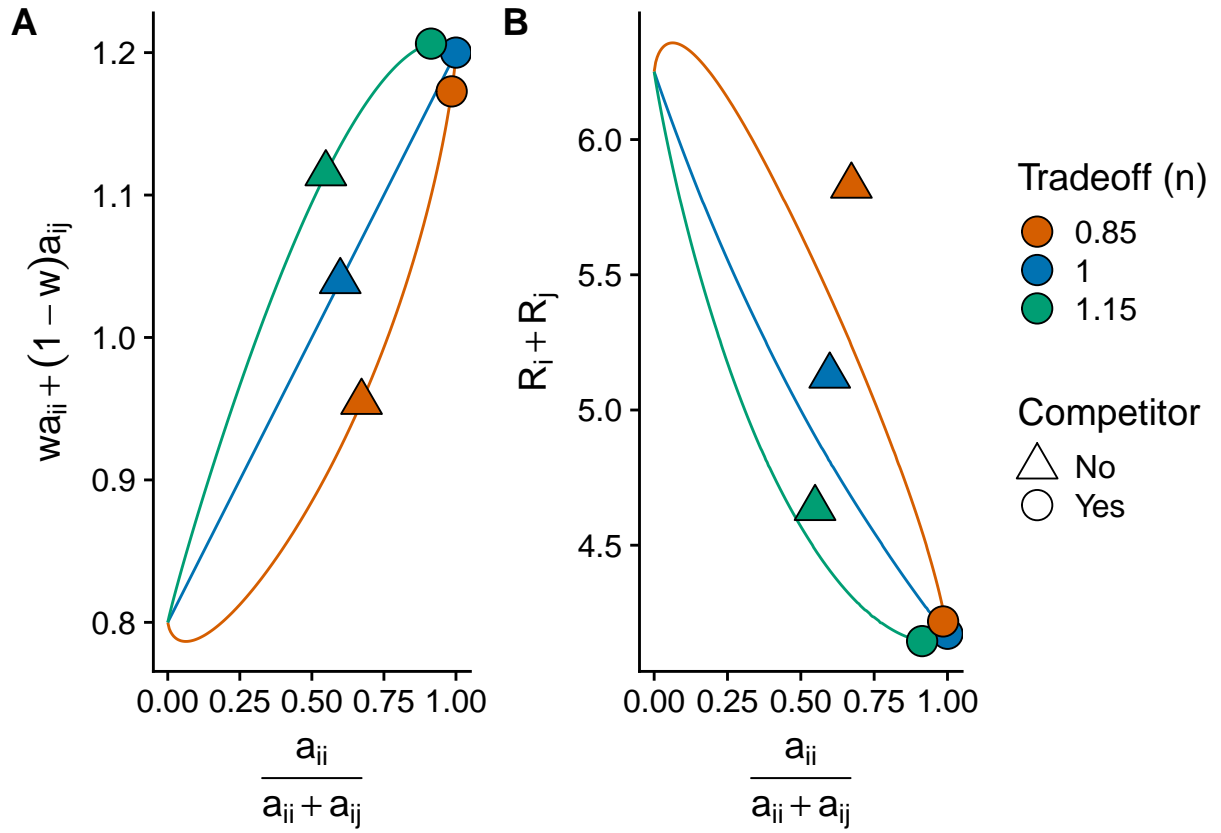 A
wa_ii + (1 − w)a_ij
1.2
1.1
1.0
0.9
0.8
0.00 0.25 0.50 0.75 1.00
a_ii
a_ii + a_ij
B
R_i + R_j
6.0
5.5
5.0
4.5
0.00 0.25 0.50 0.75 1.00
a_ii
a_ii + a_ij
Tradeoff (n)
0.85
1
1.15
Competitor
No
Yes